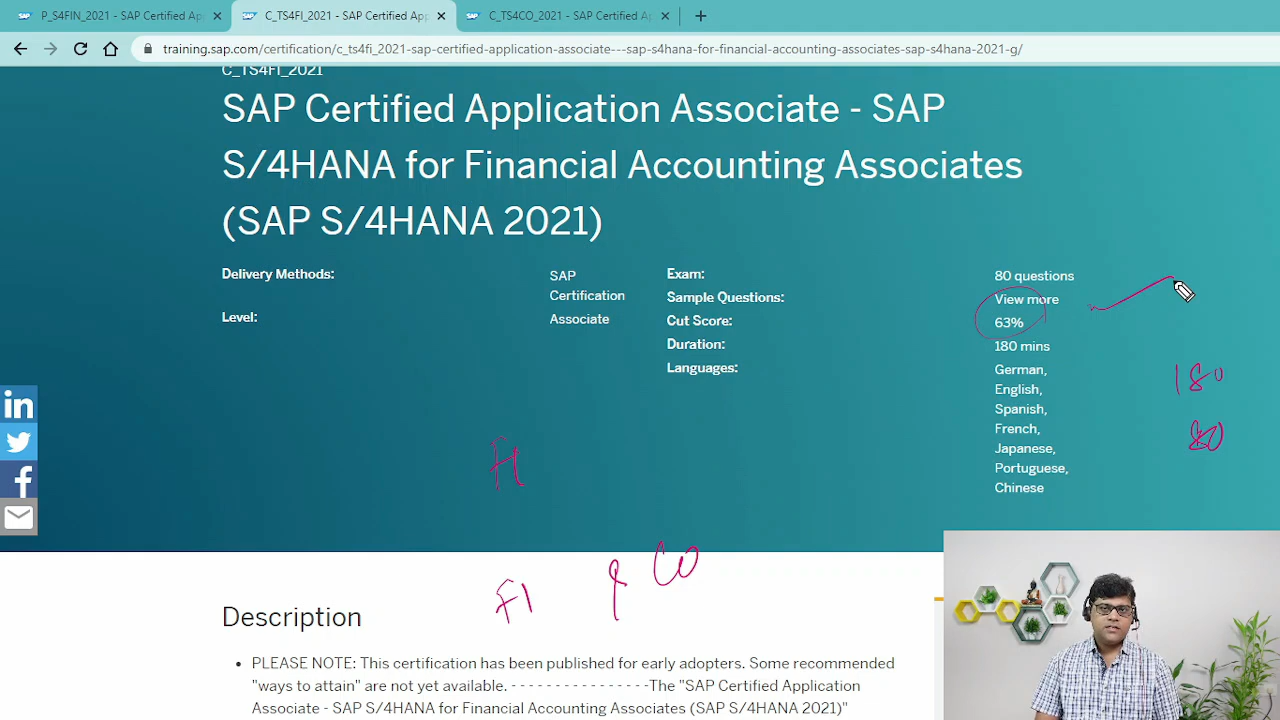 P_S4FIN_2021 - SAP Certified App
C_TS4FI_2021 - SAP Certified App
C_TS4CO_2021 - SAP Certified A
training.sap.com/certification/c_ts4fi_2021-sap-certified-application-associate---sap-s4hana-for-financial-accounting-associates-sap-s4hana-2021-g/
C_TS4FI_2021
SAP Certified Application Associate - SAP
S/4HANA for Financial Accounting Associates
(SAP S/4HANA 2021)
Delivery Methods:
SAP
Certification
Level:
Associate
Exam:
80 questions
Sample Questions:
View more
Cut Score:
63%
Duration:
180 mins
Languages:
German,
English,
Spanish,
French,
Japanese,
Portuguese,
Chinese
180
80
FI
FI & CO
in
f
Description
PLEASE NOTE: This certification has been published for early adopters. Some recommended
"ways to attain" are not yet available. - - - - - - - - - - - - - - - -The "SAP Certified Application
Associate - SAP S/4HANA for Financial Accounting Associates (SAP S/4HANA 2021)"